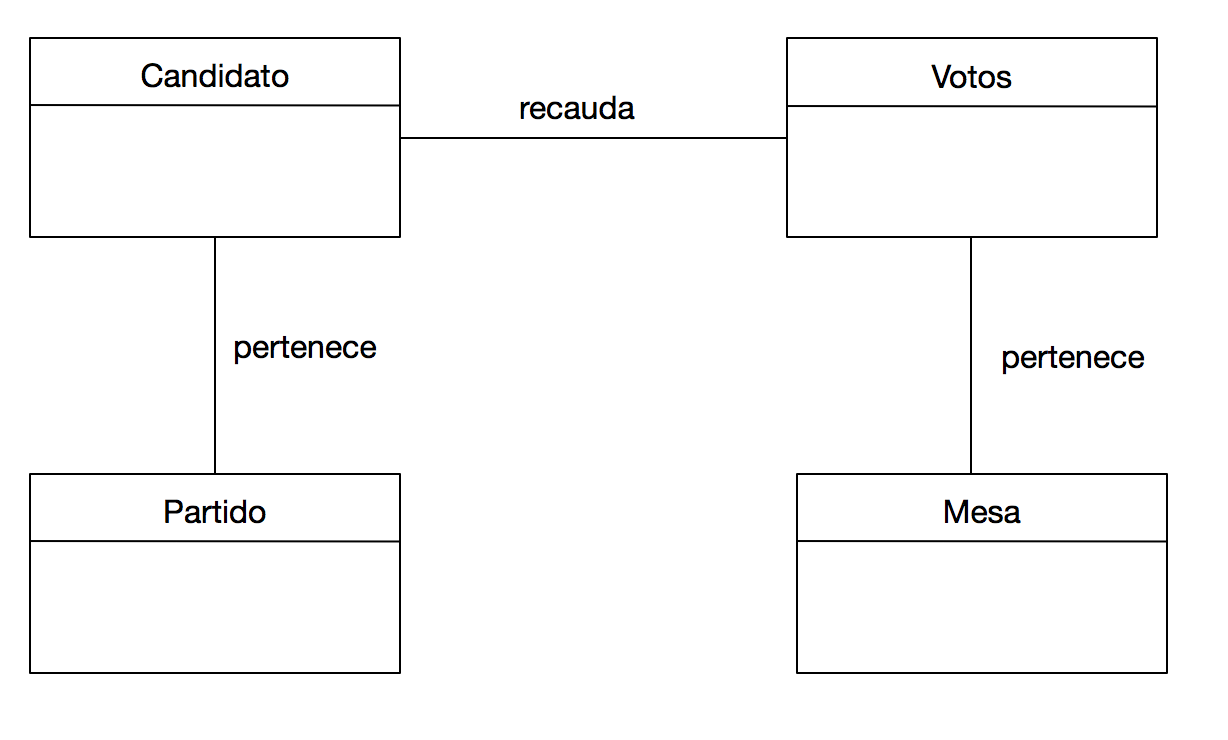 Candidato
recauda
Votos
pertenece
pertenece
Partido
Mesa